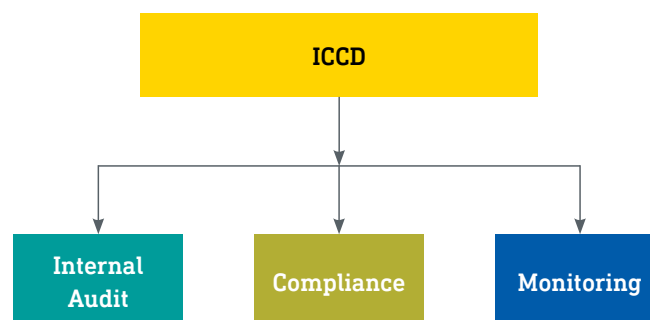 ICCD
Internal
Audit
Compliance
Monitoring